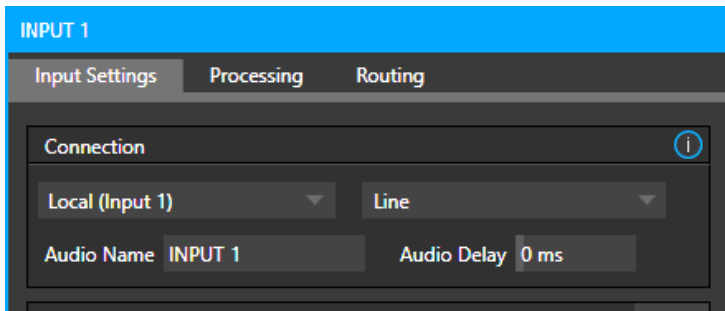 INPUT 1
Input Settings Processing Routing
Connection
Local (Input 1) Line
Audio Name INPUT 1 Audio Delay 0 ms